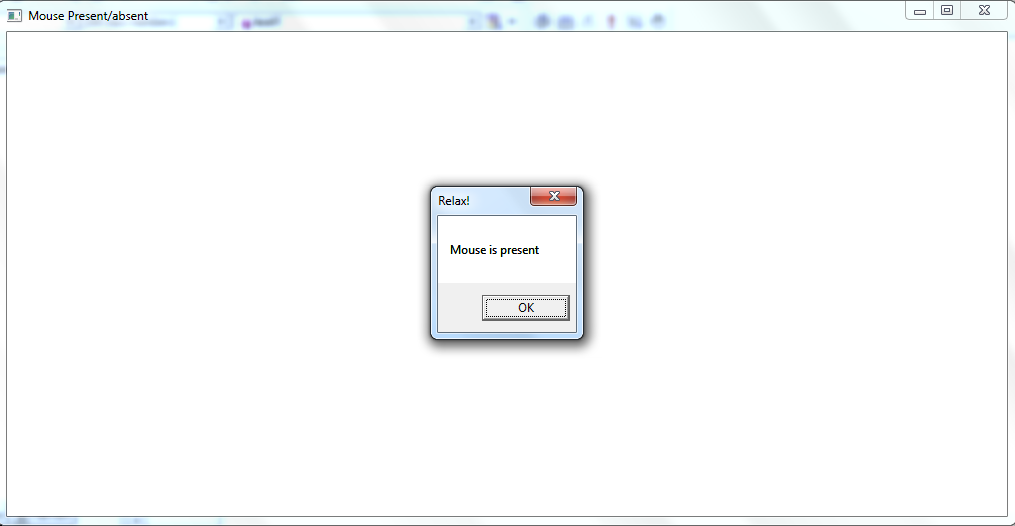 Mouse Present/absent
Relax!
Mouse is present
OK